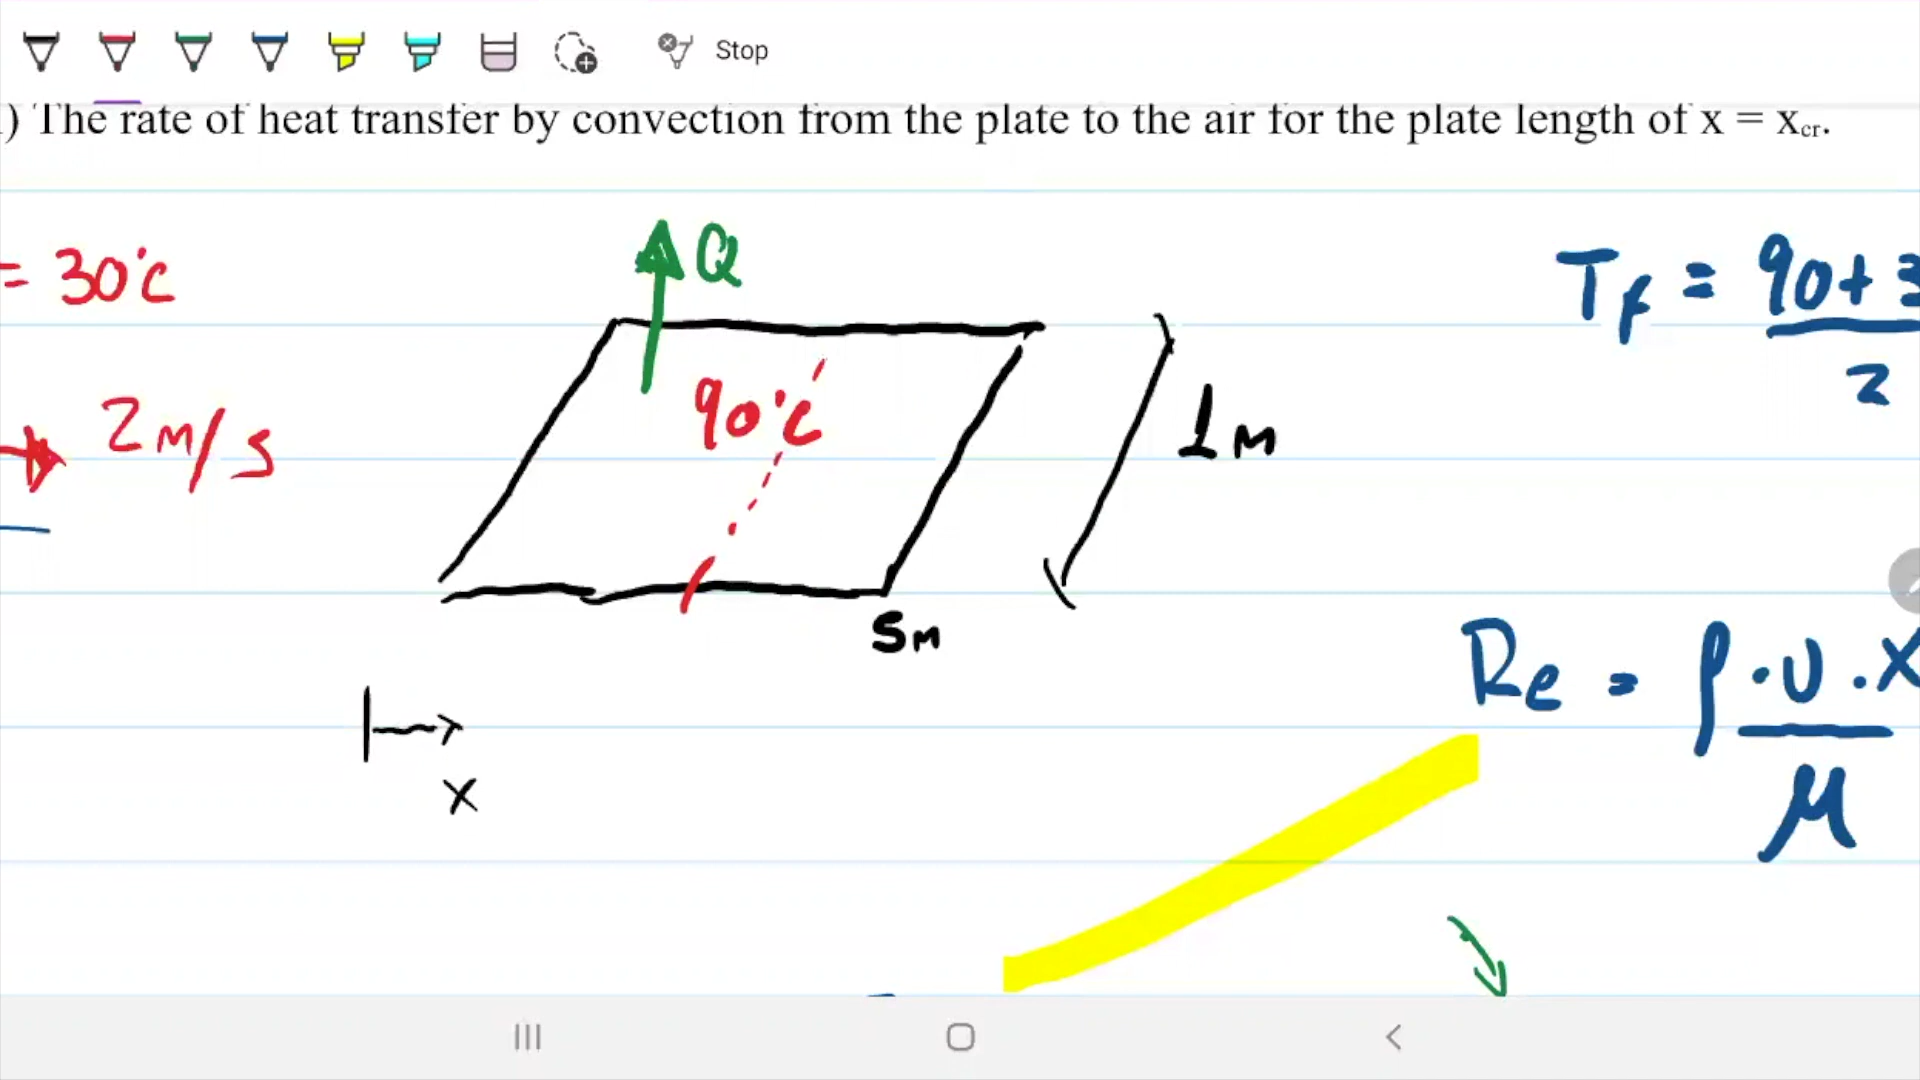 Stop
) The rate of heat transfer by convection from the plate to the air for the plate length of x = xcr.
= 30°C
Q
Tf = 90+3
2
90°C
2 m/s
1 m
5m
Re = ρ.υ.x
μ
x